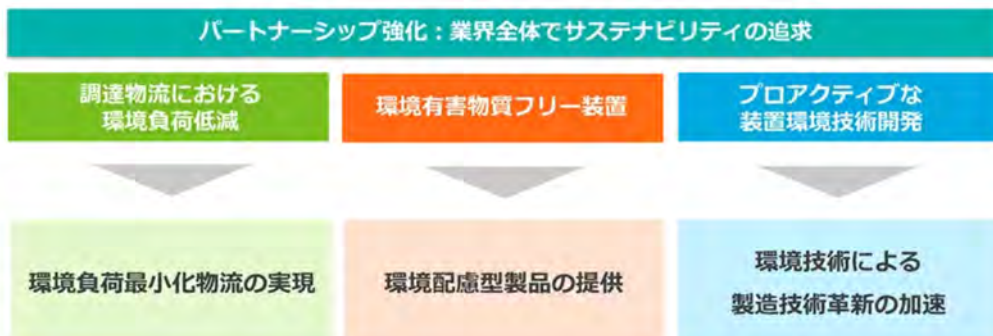 パートナーシップ強化：業界全体でサステナビリティの追求
調達物流における
環境負荷低減
環境有害物質フリー装置
プロアクティブな
装置環境技術開発
環境負荷最小化物流の実現
環境配慮型製品の提供
環境技術による
製造技術革新の加速